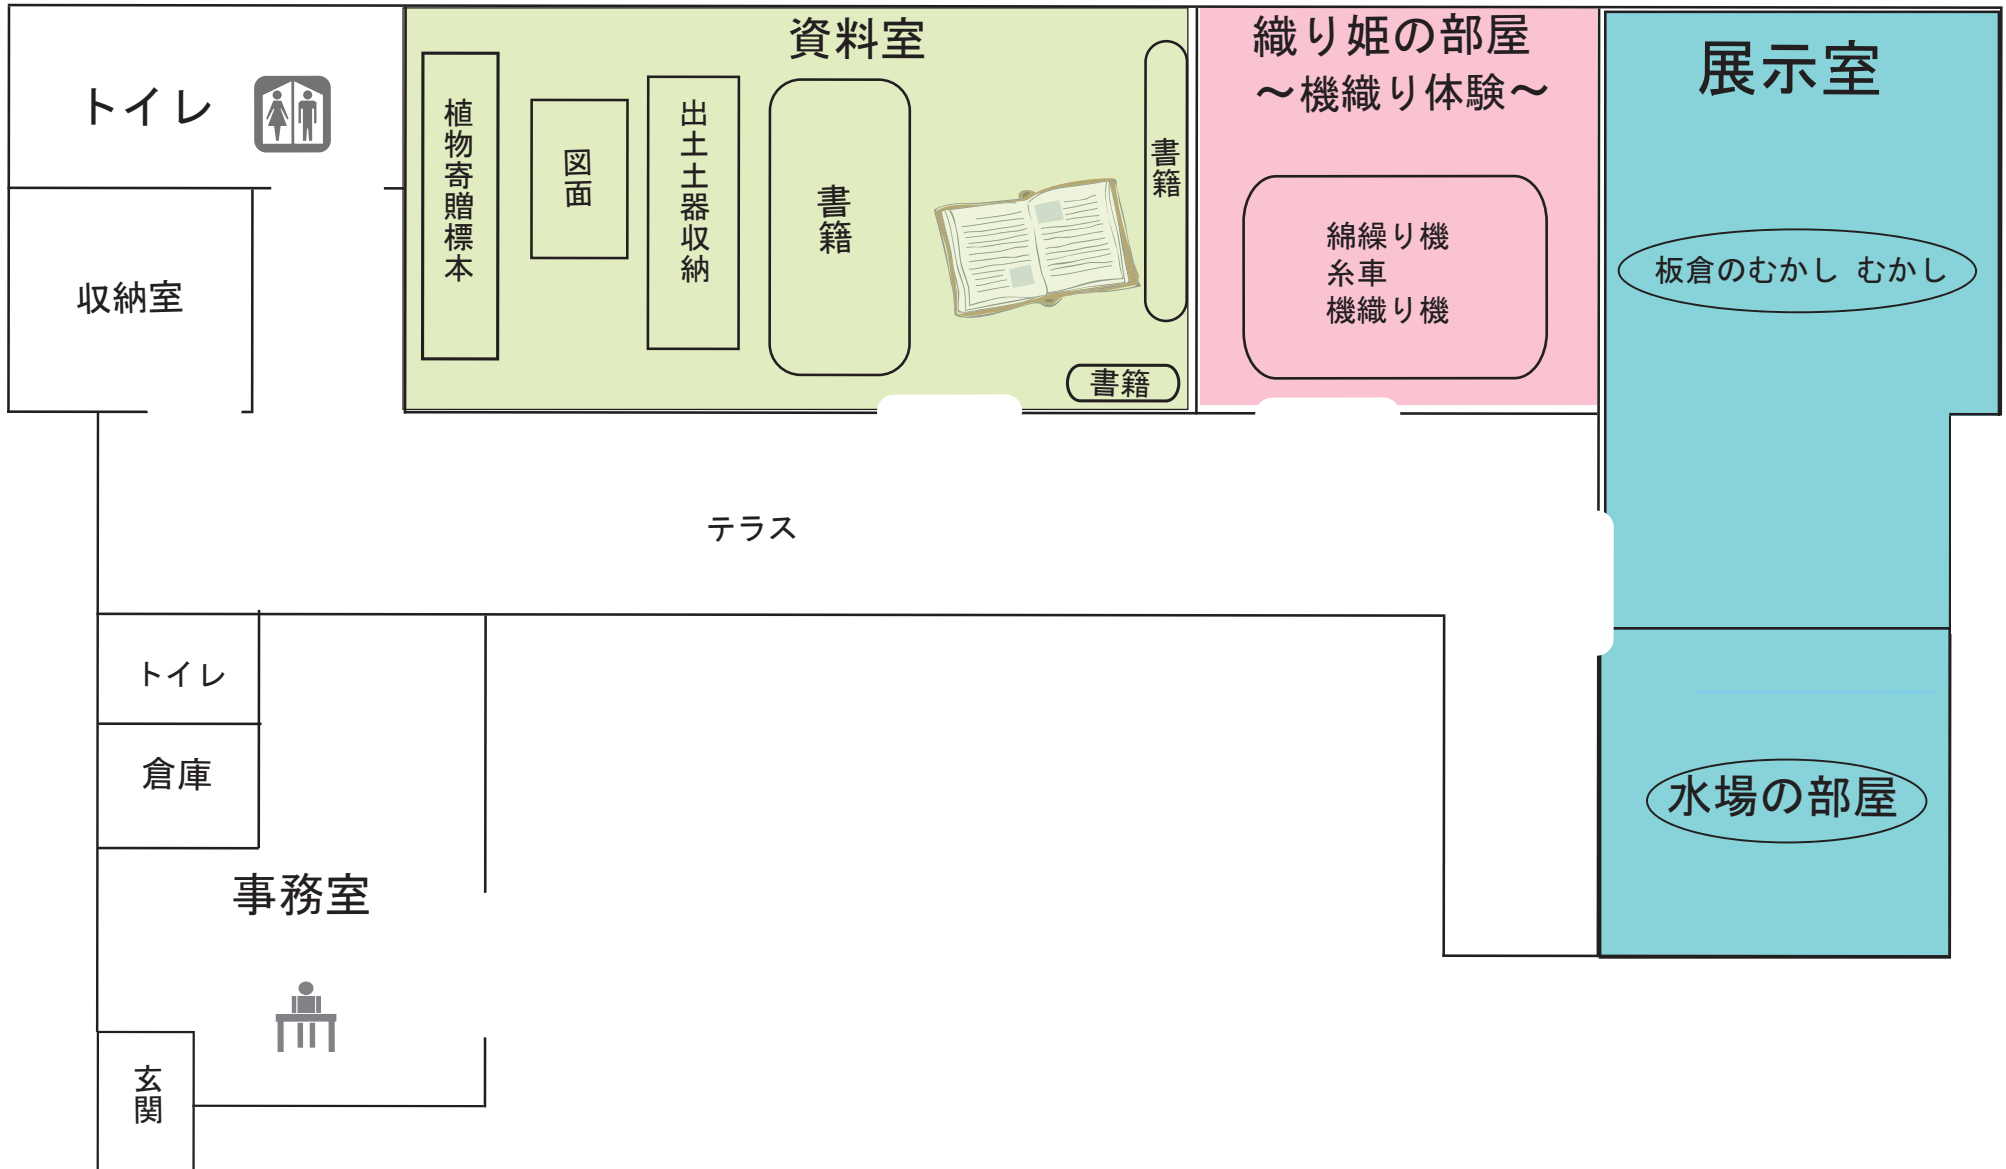 トイレ
資料室
織り姫の部屋
～機織り体験～
展示室
植物寄贈標本
図面
出土土器収納
書籍
書籍
書籍
綿繰り機
糸車
機織り機
板倉のむかし むかし
収納室
テラス
トイレ
倉庫
水場の部屋
事務室
玄関